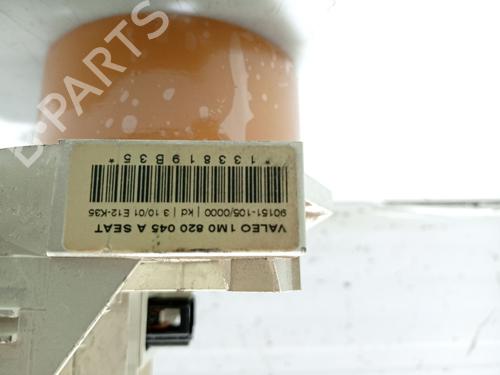 VALEO 1M0 820 045 A SEAT
90151-105/0000 | kd | 3 10/01 E12-K35
*133819B35*
B-PARTS